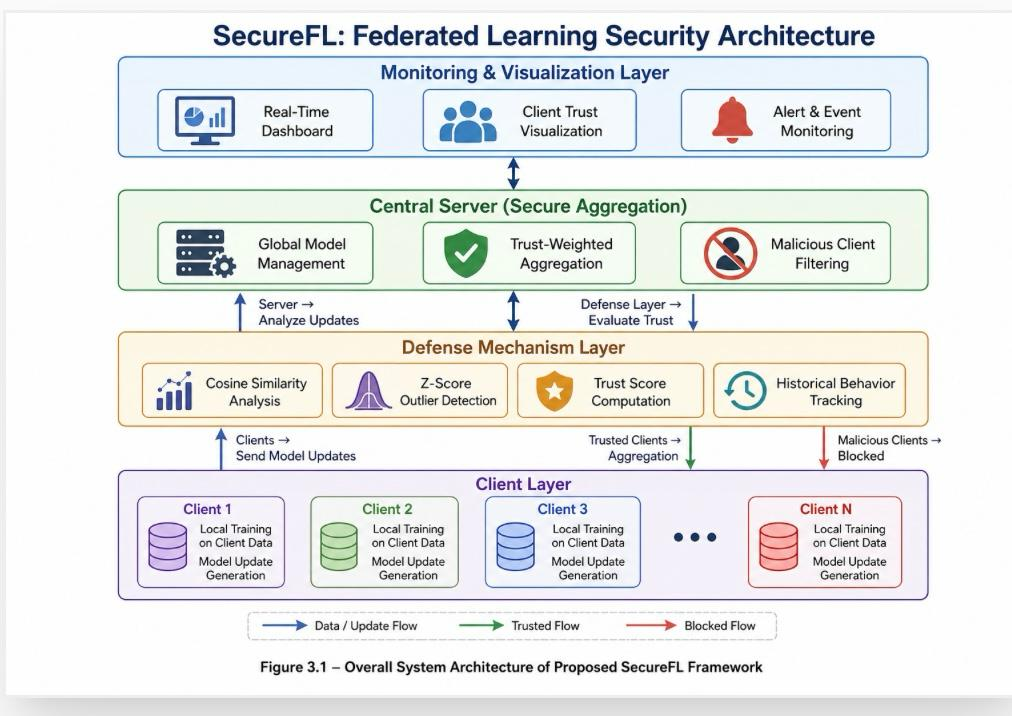 SecureFL: Federated Learning Security Architecture
Monitoring & Visualization Layer
Real-Time
Dashboard
Client Trust
Visualization
Alert & Event
Monitoring
Central Server (Secure Aggregation)
Global Model
Management
Trust-Weighted
Aggregation
Malicious Client
Filtering
Server →
Analyze Updates
Defense Layer →
Evaluate Trust
Defense Mechanism Layer
Cosine Similarity
Analysis
Z-Score
Outlier Detection
Trust Score
Computation
Historical Behavior
Tracking
Clients →
Send Model Updates
Trusted Clients →
Aggregation
Malicious Clients →
Blocked
Client Layer
Client 1
Local Training
on Client Data
Model Update
Generation
Client 2
Local Training
on Client Data
Model Update
Generation
Client 3
Local Training
on Client Data
Model Update
Generation
Client N
Local Training
on Client Data
Model Update
Generation
Data / Update Flow
Trusted Flow
Blocked Flow
Figure 3.1 – Overall System Architecture of Proposed SecureFL Framework